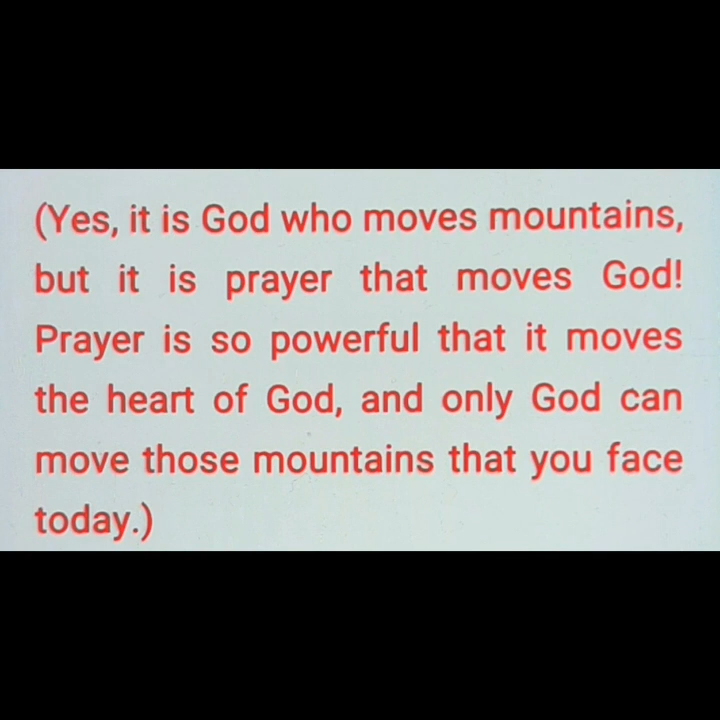 (Yes, it is God who moves mountains,
but it is prayer that moves God!
Prayer is so powerful that it moves
the heart of God, and only God can
move those mountains that you face
today.)